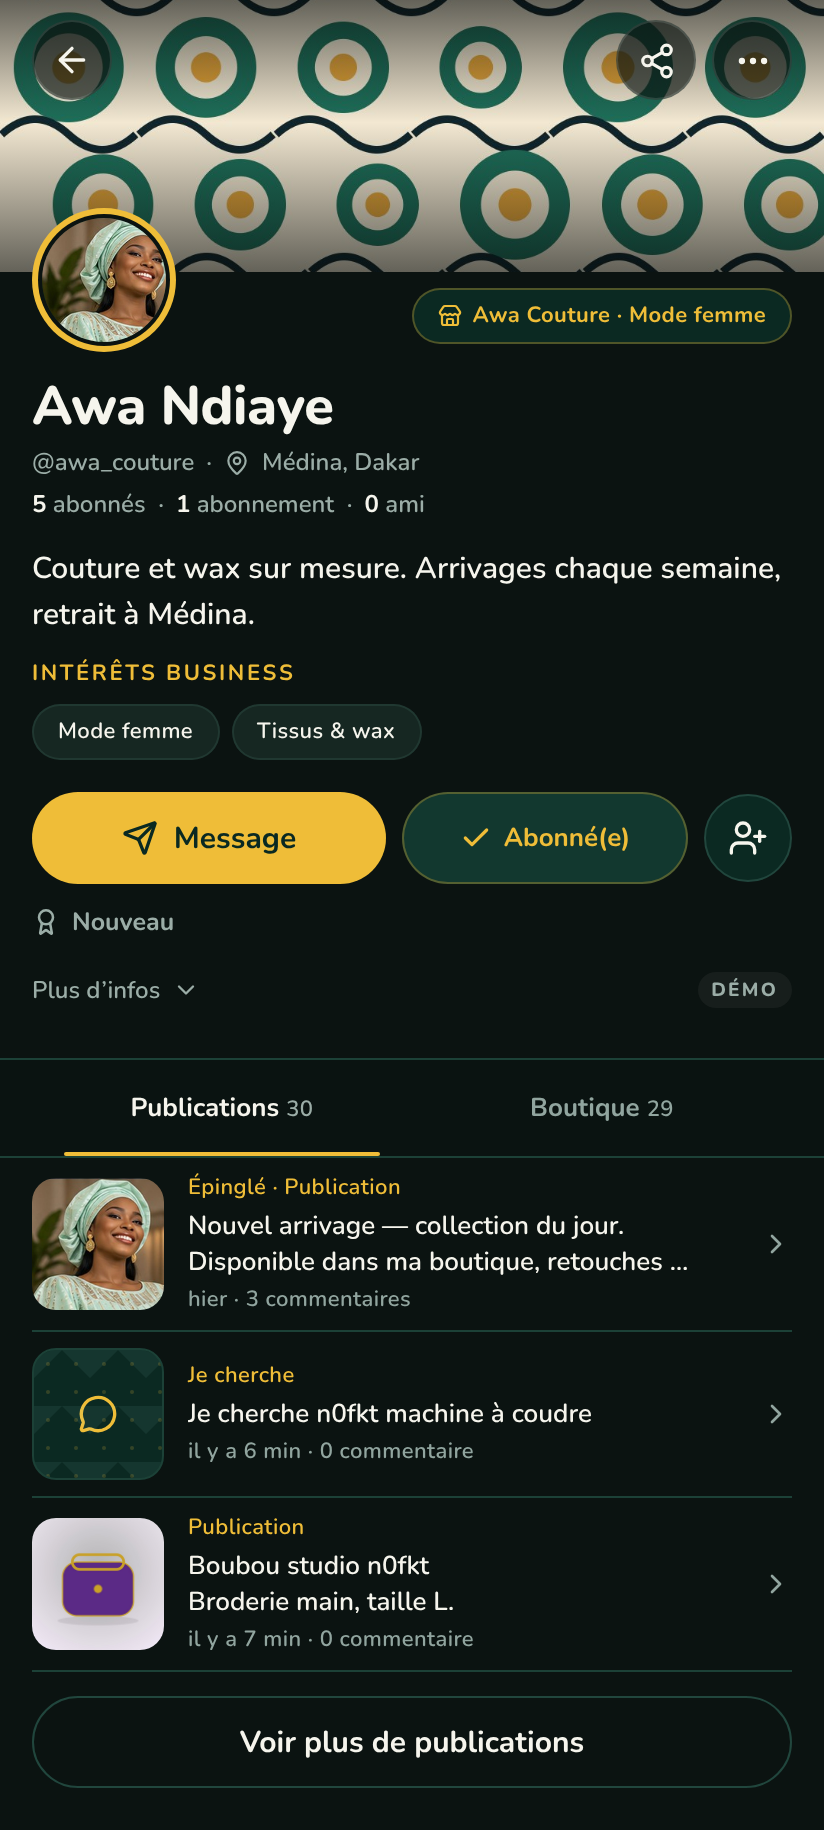 Awa Couture · Mode femme
Awa Ndiaye
@awa_couture · Médina, Dakar
5 abonnés · 1 abonnement · 0 ami
Couture et wax sur mesure. Arrivages chaque semaine,
retrait à Médina.
INTÉRÊTS BUSINESS
Mode femme Tissus & wax
Message Abonné(e)
Nouveau
Plus d’infos DÉMO
Publications 30 Boutique 29
Épinglé · Publication
Nouvel arrivage — collection du jour.
Disponible dans ma boutique, retouches ...
hier · 3 commentaires
Je cherche
Je cherche n0fkt machine à coudre
il y a 6 min · 0 commentaire
Publication
Boubou studio n0fkt
Broderie main, taille L.
il y a 7 min · 0 commentaire
Voir plus de publications